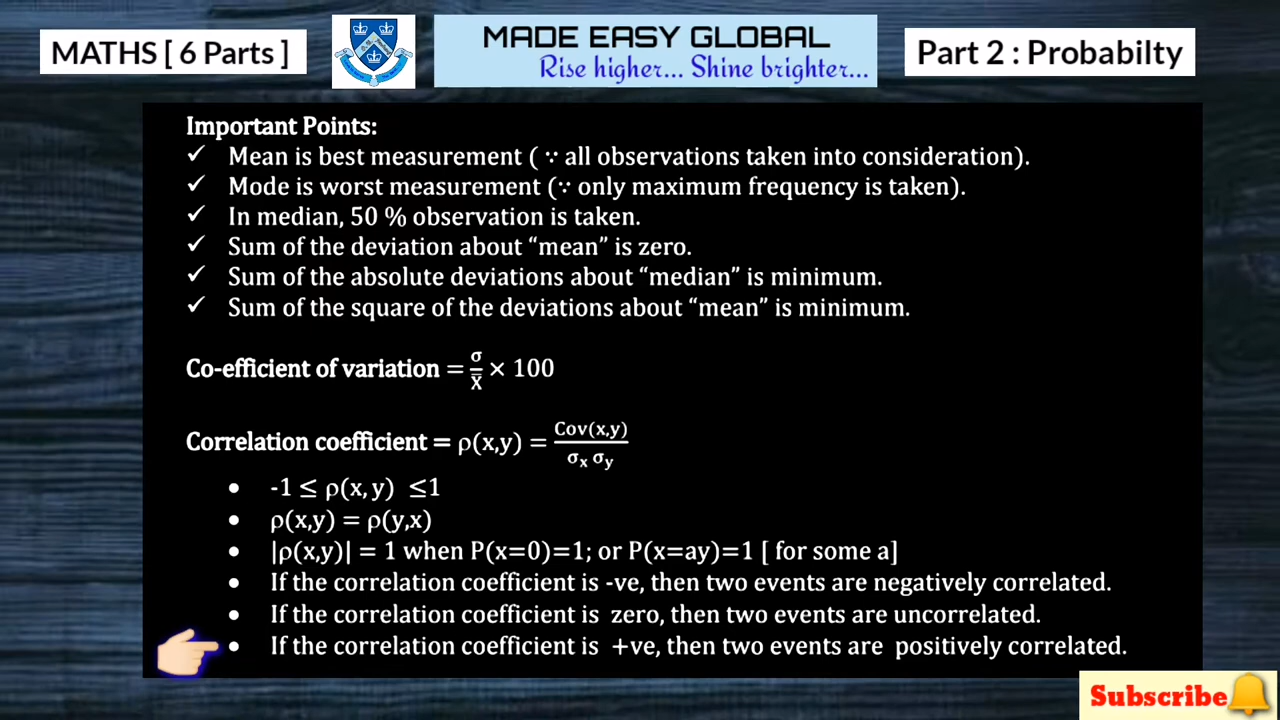 MATHS [ 6 Parts ]
MADE EASY GLOBAL
Rise higher... Shine brighter...
Part 2 : Probabilty
Important Points:
✓ Mean is best measurement ( ∵ all observations taken into consideration).
✓ Mode is worst measurement (∵ only maximum frequency is taken).
✓ In median, 50 % observation is taken.
✓ Sum of the deviation about “mean” is zero.
✓ Sum of the absolute deviations about “median” is minimum.
✓ Sum of the square of the deviations about “mean” is minimum.
Co-efficient of variation = σ/x̄ × 100
Correlation coefficient = ρ(x,y) = Cov(x,y)/σx σy
• -1 ≤ ρ(x, y) ≤1
• ρ(x,y) = ρ(y,x)
• |ρ(x,y)| = 1 when P(x=0)=1; or P(x=ay)=1 [ for some a]
• If the correlation coefficient is -ve, then two events are negatively correlated.
• If the correlation coefficient is zero, then two events are uncorrelated.
• If the correlation coefficient is +ve, then two events are positively correlated.
Subscribe